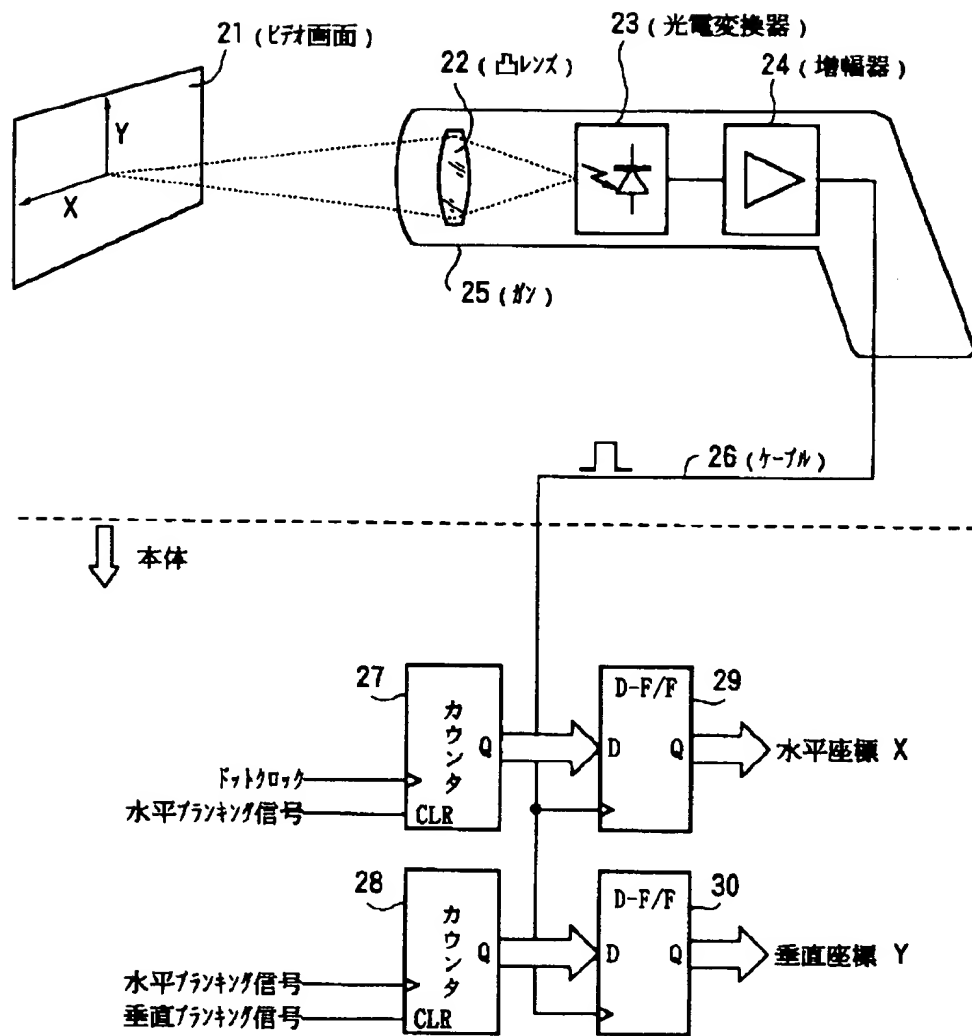 21 (ビデオ画面)
22 (凸レンズ)
23 (光電変換器)
24 (増幅器)
Y
X
25 (ガン)
26 (ケーブル)
本体
27
カウンタ
Q
ドットクロック
水平ブランキング信号
CLR
D-F/F
29
D
Q
水平座標 X
28
カウンタ
Q
水平ブランキング信号
垂直ブランキング信号
CLR
D-F/F
30
D
Q
垂直座標 Y